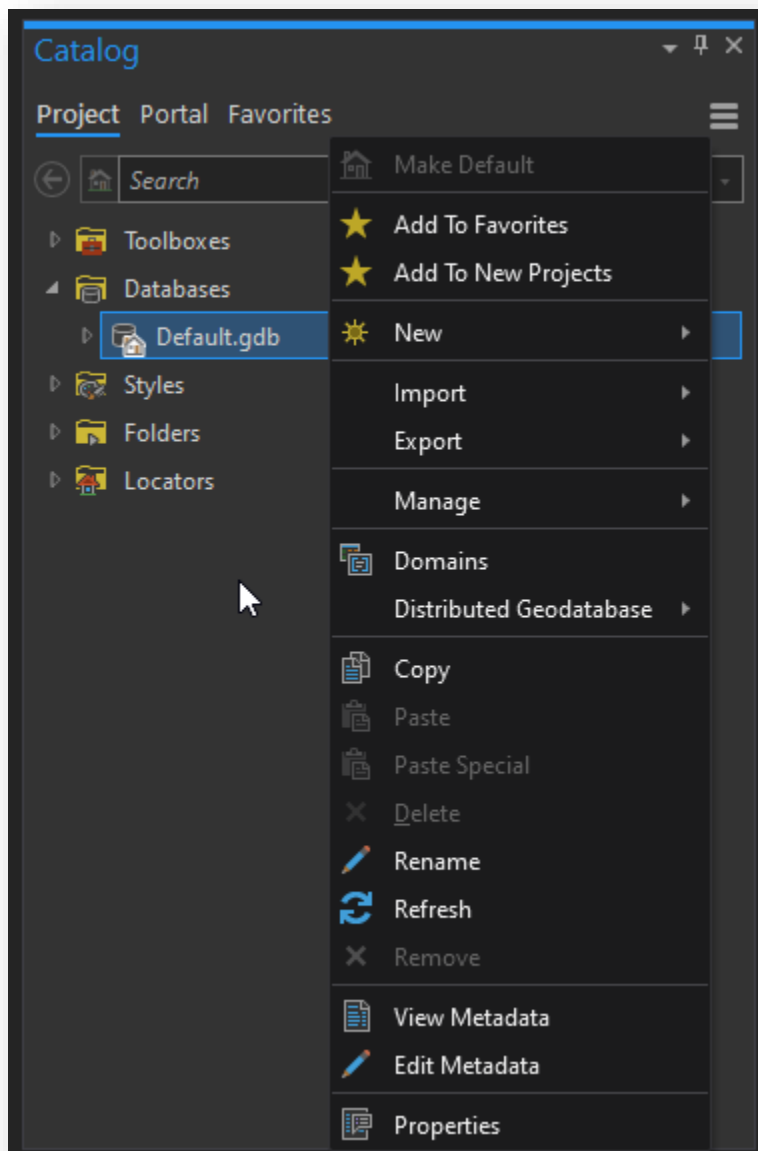 Catalog
Project Portal Favorites
Search
Toolboxes
Databases
Default.gdb
Styles
Folders
Locators
Make Default
Add To Favorites
Add To New Projects
New
Import
Export
Manage
Domains
Distributed Geodatabase
Copy
Paste
Paste Special
Delete
Rename
Refresh
Remove
View Metadata
Edit Metadata
Properties